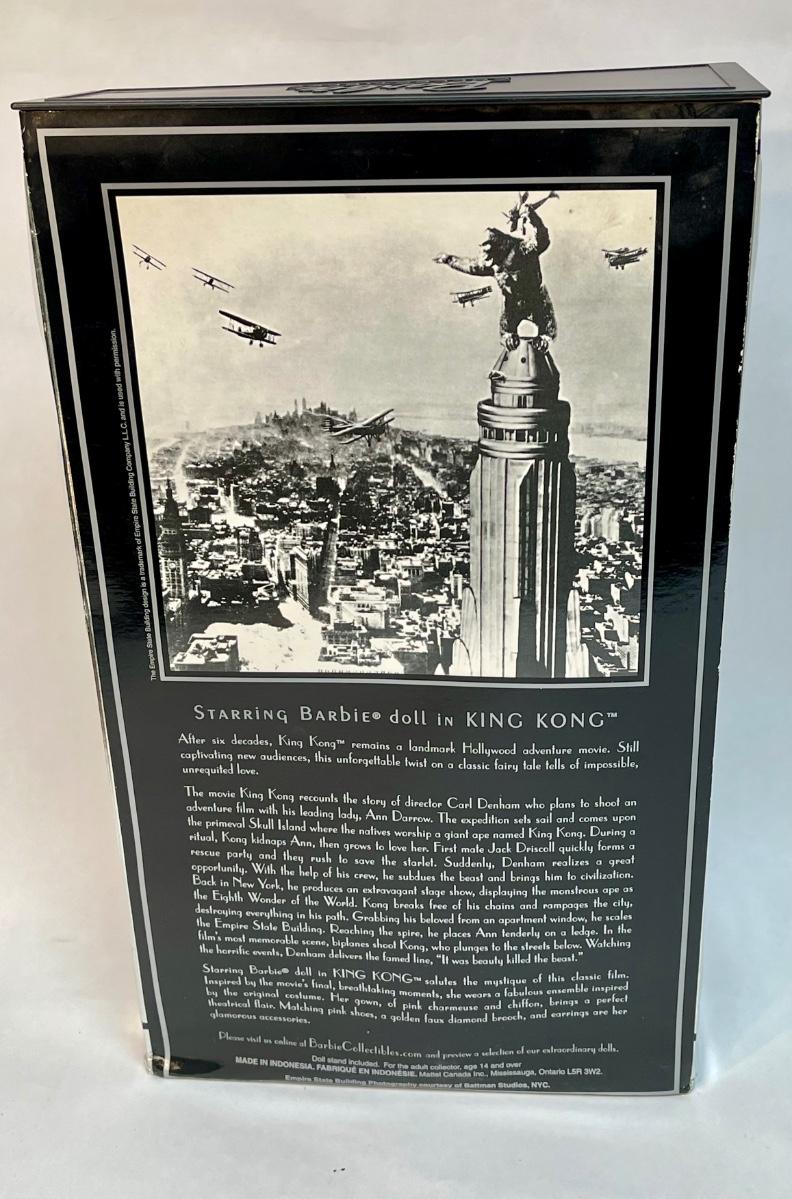 The Empire State Building design is a trademark of Empire State Building Company L.L.C. and is used with permission.
STARRING BARBIE® doll in KING KONG™
After six decades, King Kong™ remains a landmark Hollywood adventure movie. Still
captivating new audiences, this unforgettable twist on a classic fairy tale tells of impossible,
unrequited love.
The movie King Kong recounts the story of director Carl Denham who plans to shoot an
adventure film with his leading lady, Ann Darrow. The expedition sets sail and comes upon
the primeval Skull Island where the natives worship a giant ape named King Kong. During a
ritual, Kong kidnaps Ann, then grows to love her. First mate Jack Driscoll quickly forms a
rescue party and they rush to save the starlet. Suddenly, Denham realizes a great
opportunity. With the help of his crew, he subdues the beast and brings him to civilization.
Back in New York, he produces an extravagant stage show, displaying the monstrous ape as
the Eighth Wonder of the World. Kong breaks free of his chains and rampages the city,
destroying everything in his path. Grabbing his beloved from an apartment window, he scales
the Empire State Building. Reaching the spire, he places Ann tenderly on a ledge. In the
film's most memorable scene, biplanes shoot Kong, who plunges to the streets below. Watching
the horrific events, Denham delivers the famed line, "It was beauty killed the beast."
Starring Barbie® doll in KING KONG™ salutes the mystique of this classic film.
Inspired by the movie's final, breathtaking moments, she wears a fabulous ensemble inspired
by the original costume. Her gown, of pink charmeuse and chiffon, brings a perfect
theatrical flair. Matching pink shoes, a golden faux diamond brooch, and earrings are her
glamorous accessories.
Please visit us online at BarbieCollectibles.com and preview a selection of our extraordinary dolls.
Doll stand included. For the adult collector, age 14 and over
MADE IN INDONESIA. FABRIQUÉ EN INDONÉSIE. Mattel Canada Inc., Mississauga, Ontario L5R 3W2.
Empire State Building Photography courtesy of Bettman Studios, NYC.